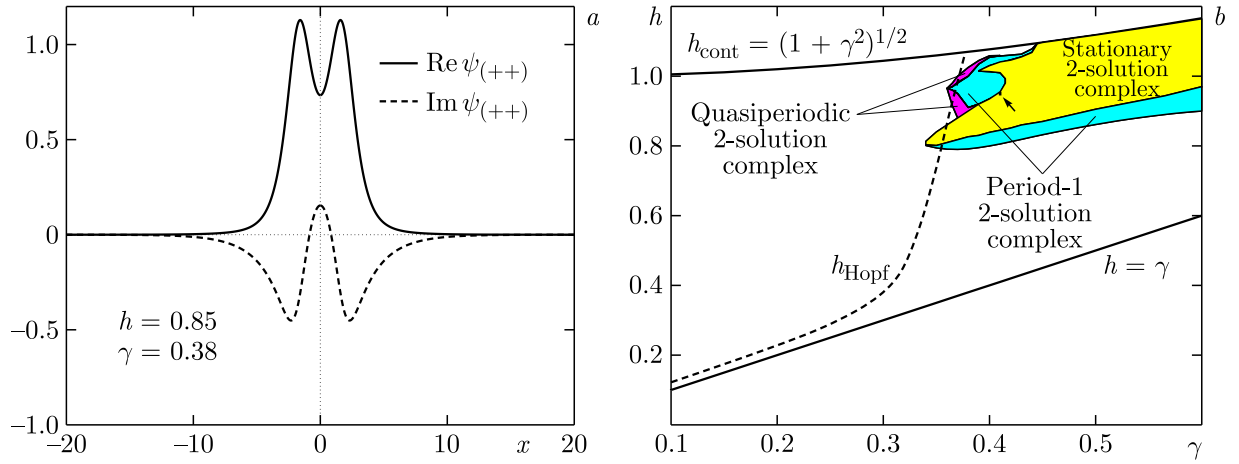 a
1.0
0.5
0
–0.5
–1.0
Re ψ(++)
Im ψ(++)
h = 0.85
γ = 0.38
–20
–10
0
x
10
20
h
b
1.0
0.8
0.6
0.4
0.2
h_cont = (1 + γ²)^1/2
Stationary
2-solution
complex
Quasiperiodic
2-solution
complex
Period-1
2-solution
complex
h_Hopf
h = γ
0.1
0.2
0.3
0.4
0.5
γ